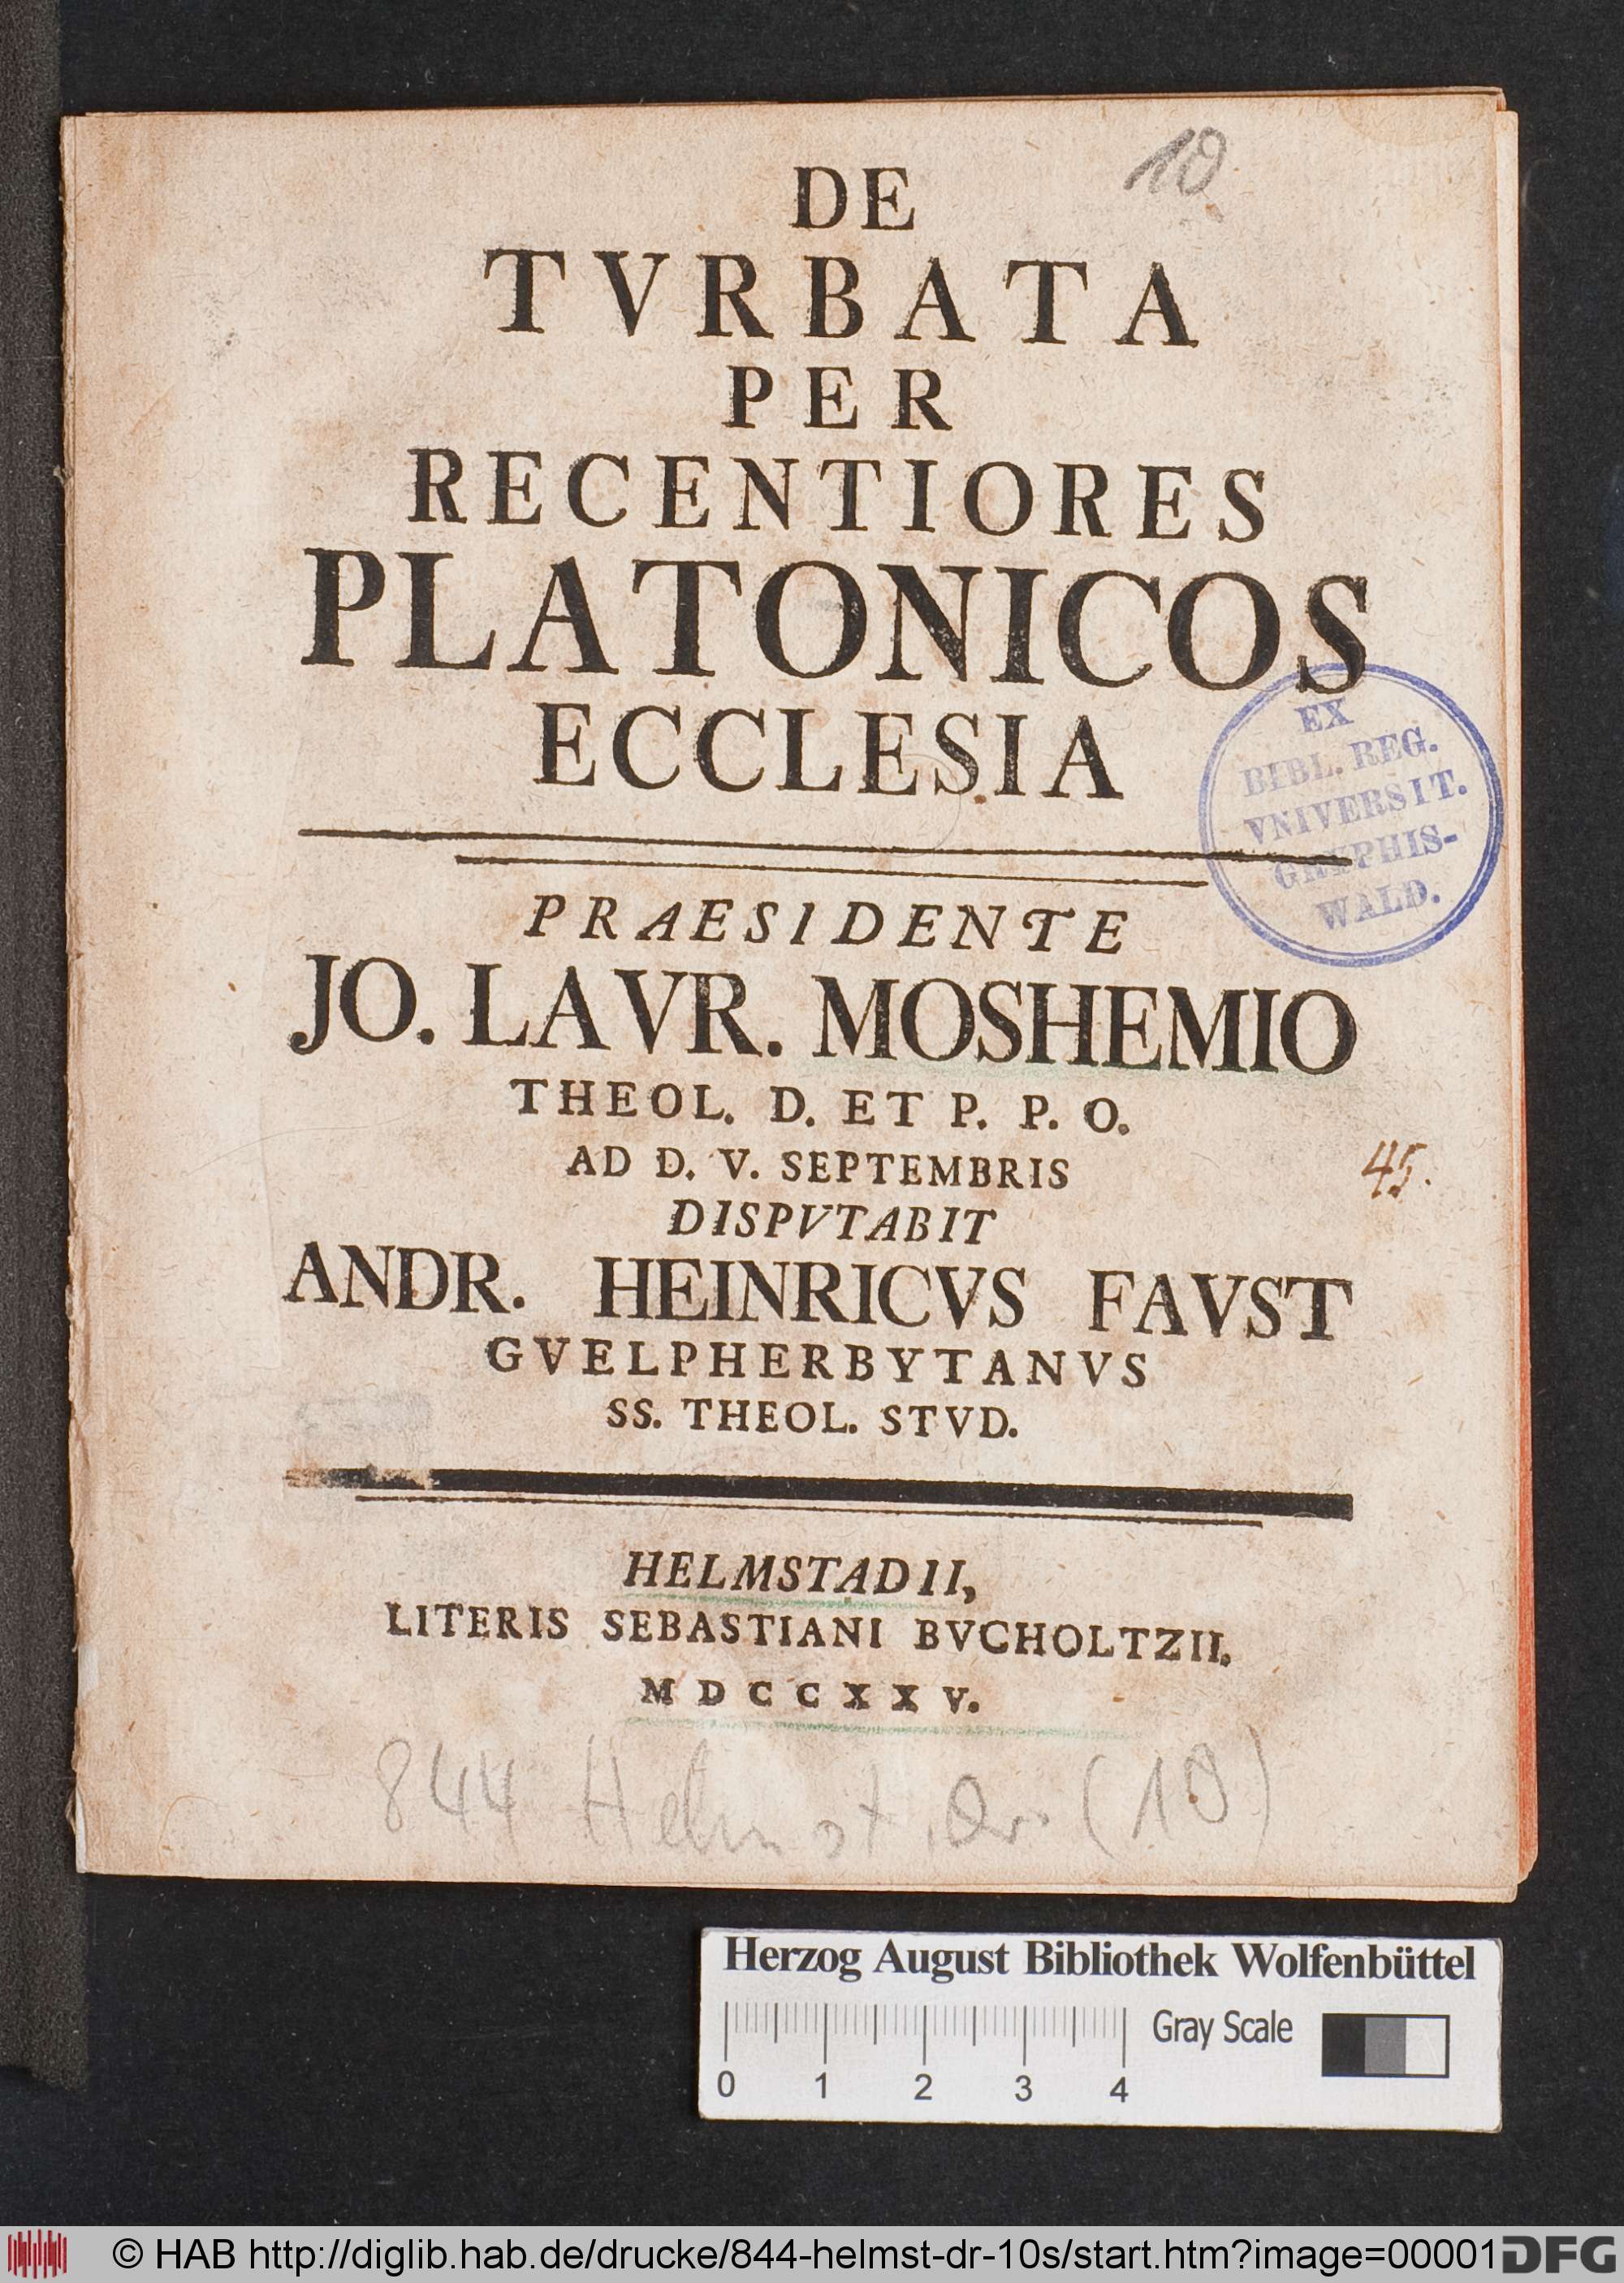 10
DE
TVRBATA
PER
RECENTIORES
PLATONICOS
ECCLESIA
EX
BIBL. REG.
VNIVERSIT.
GRYPHIS-
WALD.
PRAESIDENTE
JO. LAVR. MOSHEMIO
THEOL. D. ET P. P. O.
AD D. V. SEPTEMBRIS
45.
DISPVTABIT
ANDR. HEINRICVS FAVST
GVELPHERBYTANVS
SS. THEOL. STVD.
HELMSTADII,
LITERIS SEBASTIANI BVCHOLTZII.
MDCCXXV.
844 Helmst. Dr. (10)
Herzog August Bibliothek Wolfenbüttel
Gray Scale
0 1 2 3 4
© HAB http://diglib.hab.de/drucke/844-helmst-dr-10s/start.htm?image=00001
DFG